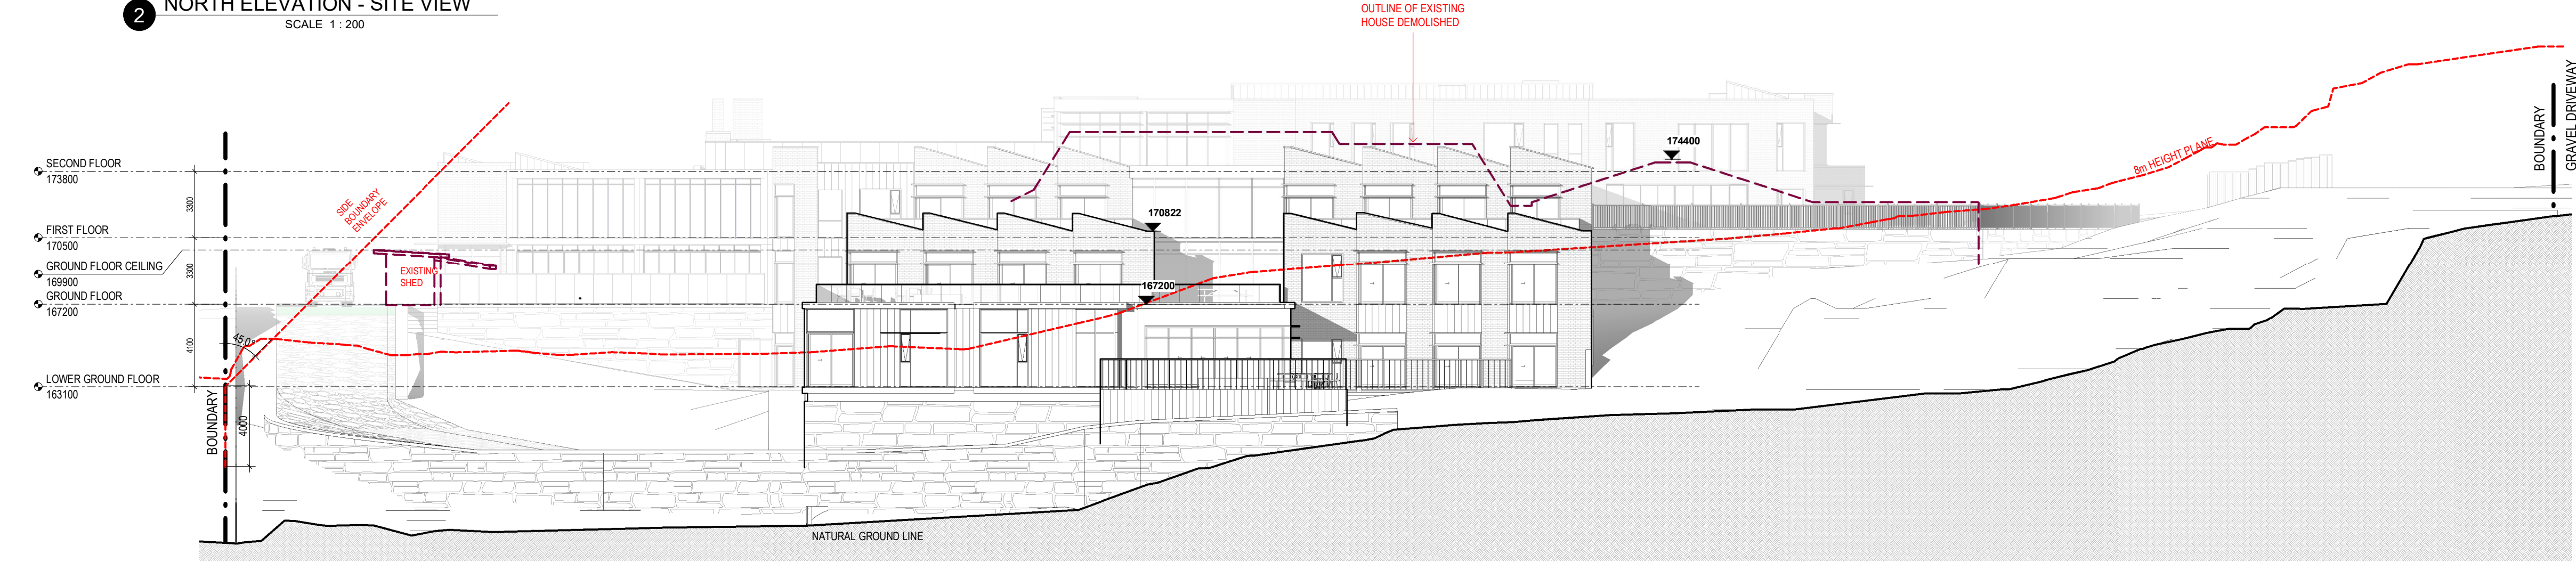 2
NORTH ELEVATION - SITE VIEW
SCALE 1 : 200
OUTLINE OF EXISTING
HOUSE DEMOLISHED
SECOND FLOOR
173800
3300
FIRST FLOOR
170500
GROUND FLOOR CEILING
169900
3300
GROUND FLOOR
167200
4100
LOWER GROUND FLOOR
163100
BOUNDARY
4000
45.0°
SIDE
BOUNDARY
ENVELOPE
EXISTING
SHED
170822
167200
174400
8m HEIGHT PLANE
BOUNDARY
GRAVEL DRIVEWAY
NATURAL GROUND LINE